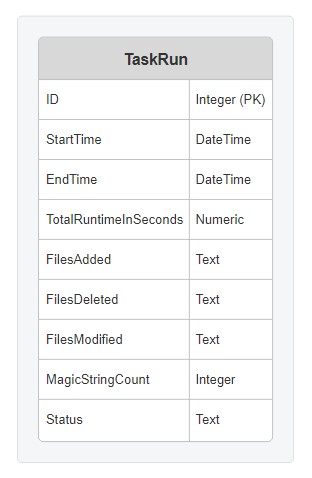 TaskRun
ID Integer (PK)
StartTime DateTime
EndTime DateTime
TotalRuntimeInSeconds Numeric
FilesAdded Text
FilesDeleted Text
FilesModified Text
MagicStringCount Integer
Status Text